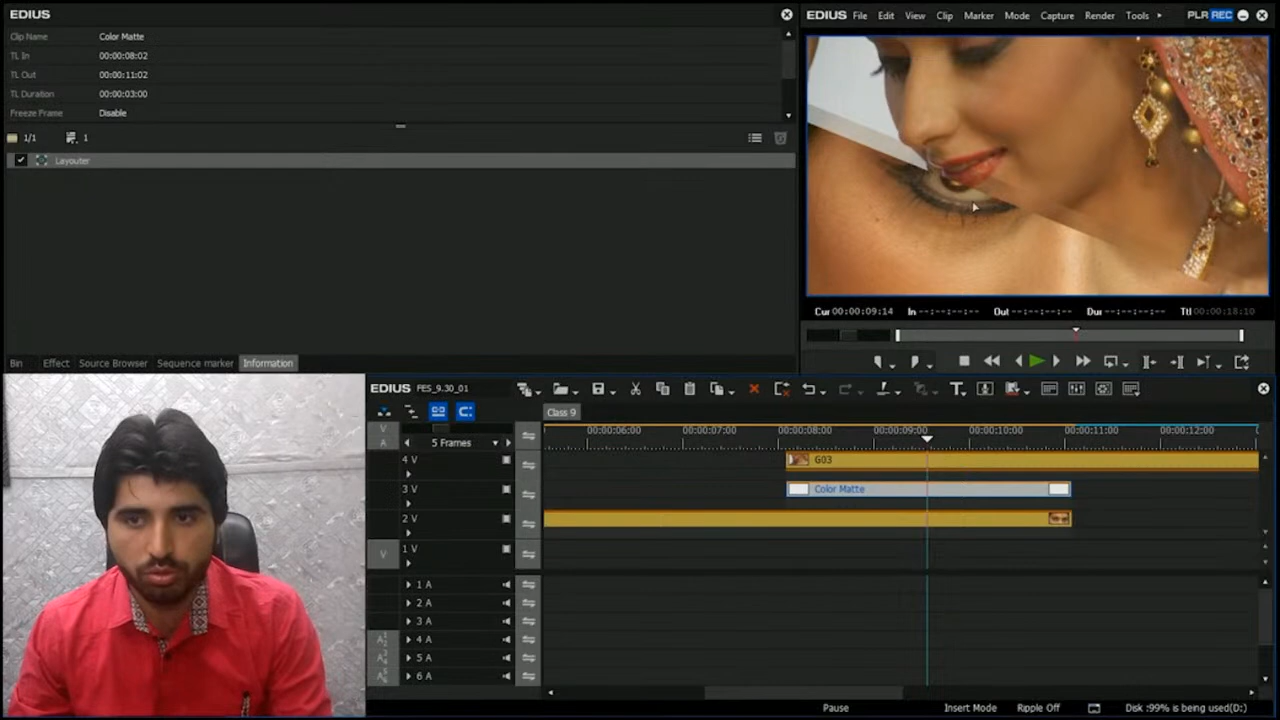 EDIUS
Clip Name Color Matte
TL In 00:00:08:02
TL Out 00:00:11:02
TL Duration 00:00:03:00
Freeze Frame Disable
1/1 1
Layouter
Bin Effect Source Browser Sequence marker Information
EDIUS File Edit View Clip Marker Mode Capture Render Tools PLR REC
Cur 00:00:09:14 In --:--:--:-- Out --:--:--:-- Dur --:--:--:-- Ttl 00:00:18:10
EDIUS FES_9.30_01
Class 9
V
A
5 Frames
00:00:06:00 00:00:07:00 00:00:08:00 00:00:09:00 00:00:10:00 00:00:11:00 00:00:12:00
4 V G03
3 V Color Matte
2 V
V 1 V
1 A
2 A
3 A
4 A
5 A
6 A
Pause Insert Mode Ripple Off Disk :99% is being used(D:)